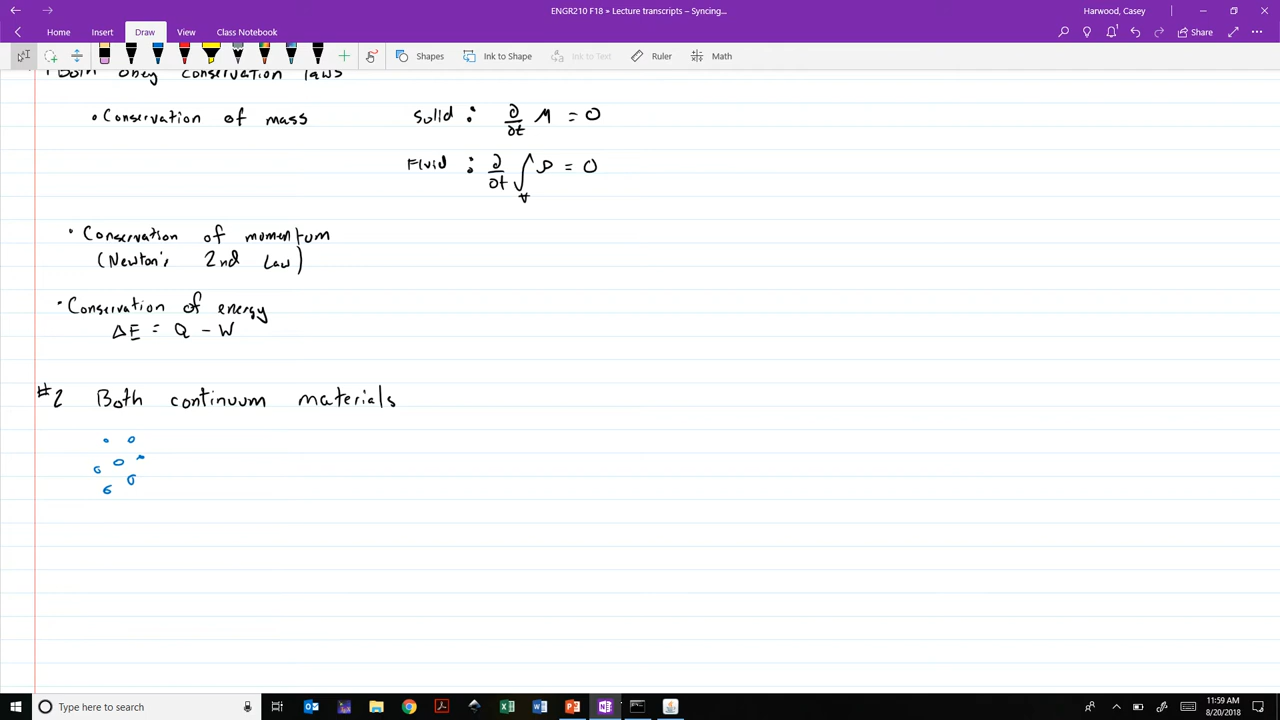 ENGR210 F18 » Lecture transcripts – Syncing...
Harwood, Casey
Home Insert Draw View Class Notebook
Share
Shapes Ink to Shape Ink to Text Ruler Math
Both obey conservation laws
• Conservation of mass
Solid : ∂/∂t M = 0
Fluid : ∂/∂t ∫V ρ = 0
• Conservation of momentum
(Newton's 2nd Law)
• Conservation of energy
ΔE = Q - W
#2 Both continuum materials
Type here to search
11:59 AM
8/20/2018